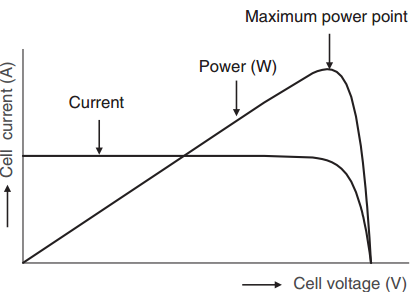 Maximum power point
Power (W)
Current
Cell current (A)
Cell voltage (V)